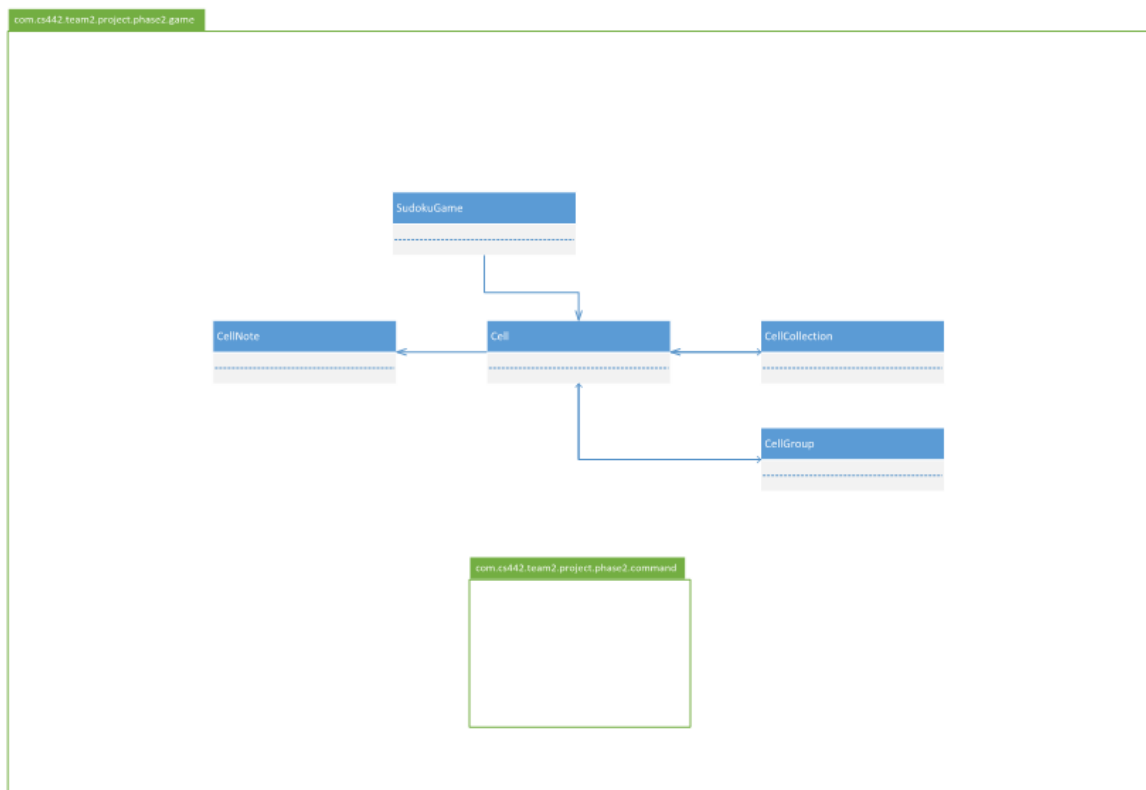 com.cs442.team2.project.phase2.game
SudokuGame
CellNote
Cell
CellCollection
CellGroup
com.cs442.team2.project.phase2.command